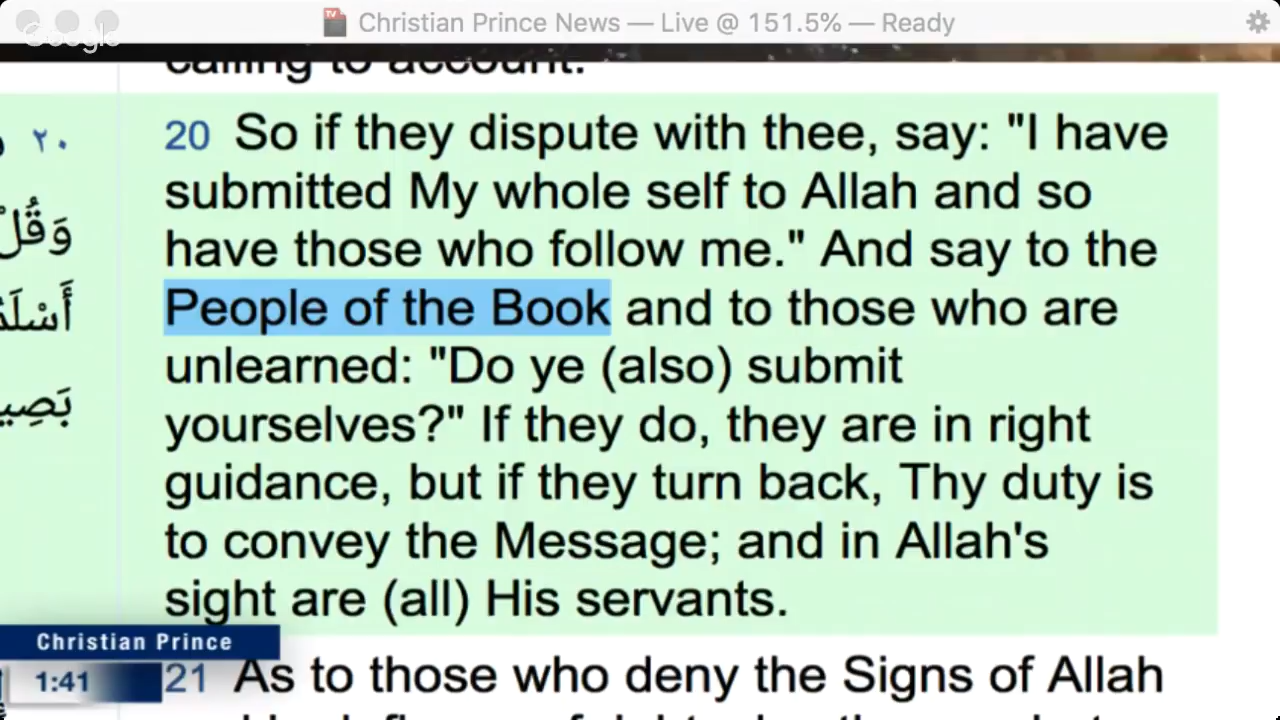 Christian Prince News — Live @ 151.5% — Ready
Google
calling to account.
20 So if they dispute with thee, say: "I have
submitted My whole self to Allah and so
have those who follow me." And say to the
People of the Book and to those who are
unlearned: "Do ye (also) submit
yourselves?" If they do, they are in right
guidance, but if they turn back, Thy duty is
to convey the Message; and in Allah's
sight are (all) His servants.
٢٠
وَقُلْ
Christian Prince
1:41
21 As to those who deny the Signs of Allah